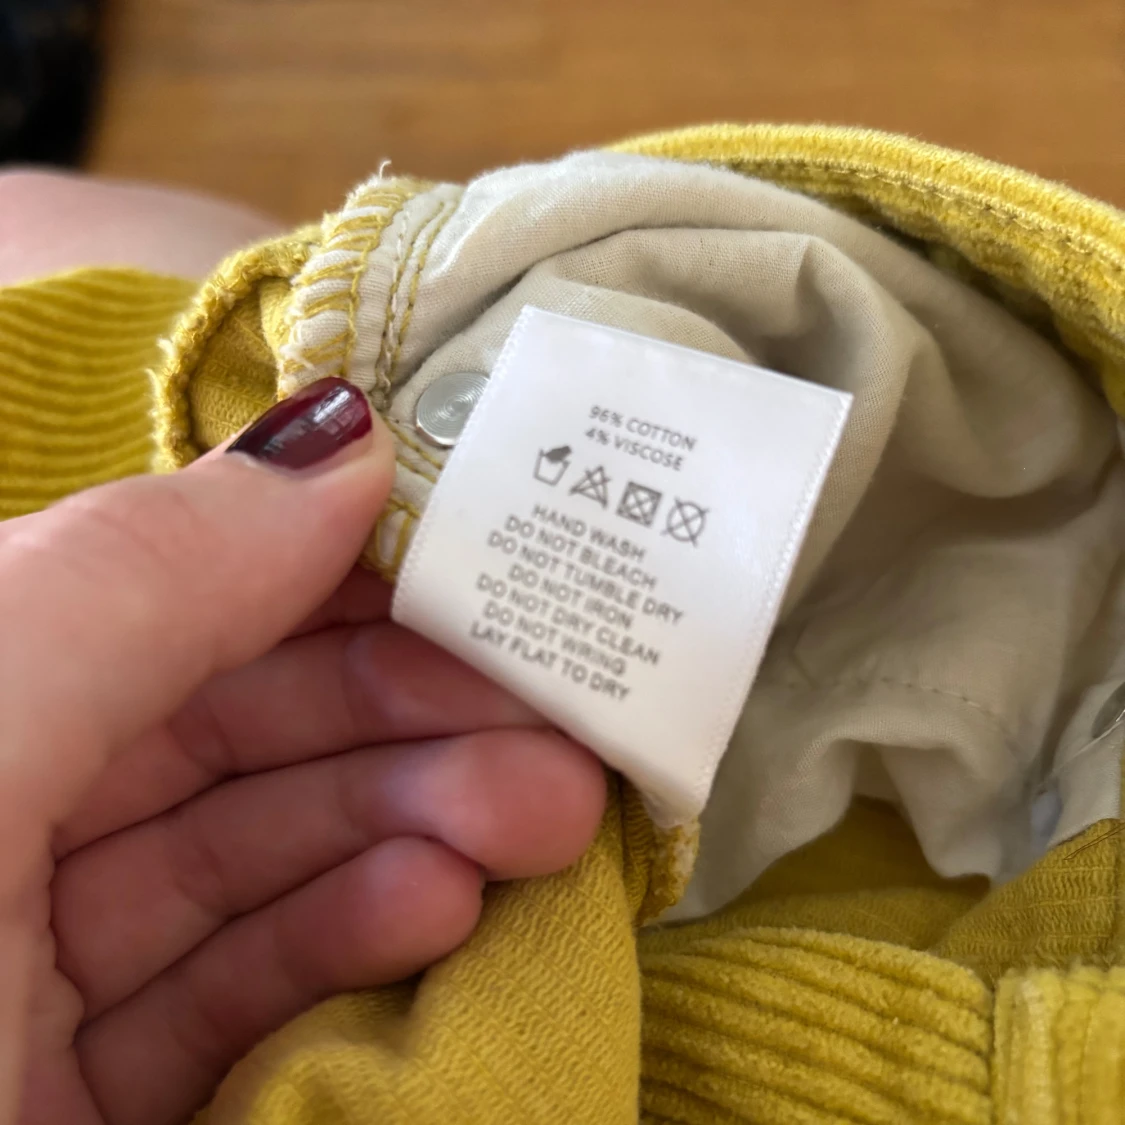 96% COTTON
4% VISCOSE
HAND WASH
DO NOT BLEACH
DO NOT TUMBLE DRY
DO NOT IRON
DO NOT DRY CLEAN
DO NOT WRING
LAY FLAT TO DRY